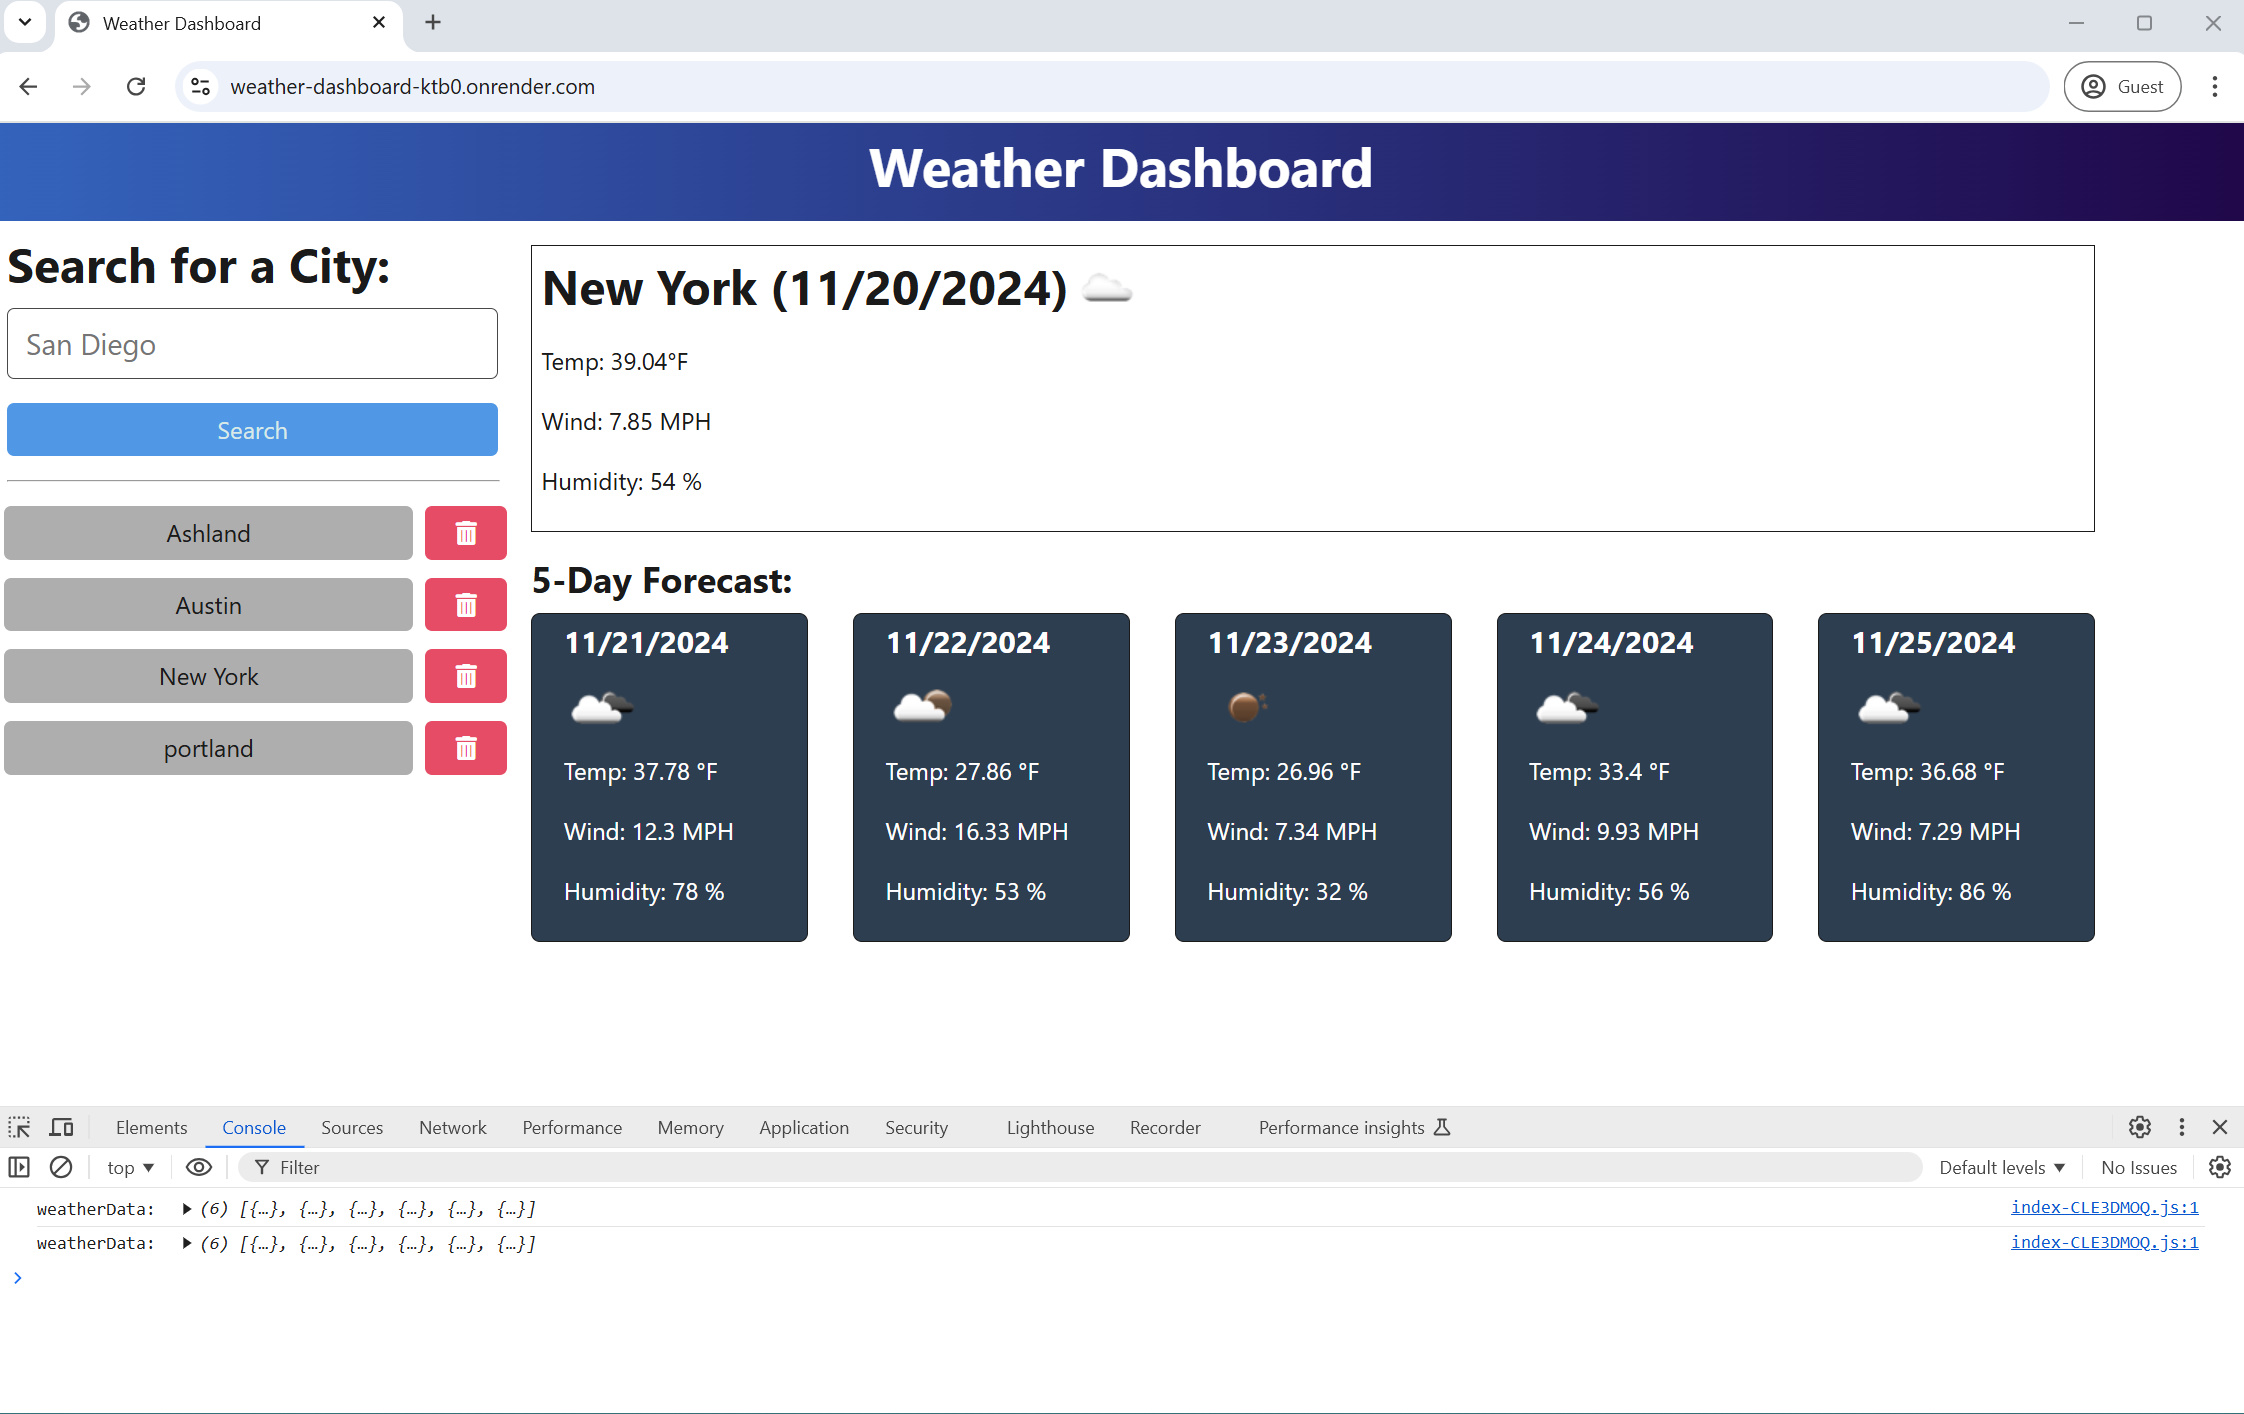 Weather Dashboard
weather-dashboard-ktb0.onrender.com
Guest
Weather Dashboard
Search for a City:
San Diego
Search
Ashland
Austin
New York
portland
New York (11/20/2024)
Temp: 39.04°F
Wind: 7.85 MPH
Humidity: 54 %
5-Day Forecast:
11/21/2024
Temp: 37.78 °F
Wind: 12.3 MPH
Humidity: 78 %
11/22/2024
Temp: 27.86 °F
Wind: 16.33 MPH
Humidity: 53 %
11/23/2024
Temp: 26.96 °F
Wind: 7.34 MPH
Humidity: 32 %
11/24/2024
Temp: 33.4 °F
Wind: 9.93 MPH
Humidity: 56 %
11/25/2024
Temp: 36.68 °F
Wind: 7.29 MPH
Humidity: 86 %
Elements Console Sources Network Performance Memory Application Security Lighthouse Recorder Performance insights
top Filter Default levels No Issues
weatherData: (6) [{…}, {…}, {…}, {…}, {…}, {…}] index-CLE3DMOQ.js:1
weatherData: (6) [{…}, {…}, {…}, {…}, {…}, {…}] index-CLE3DMOQ.js:1